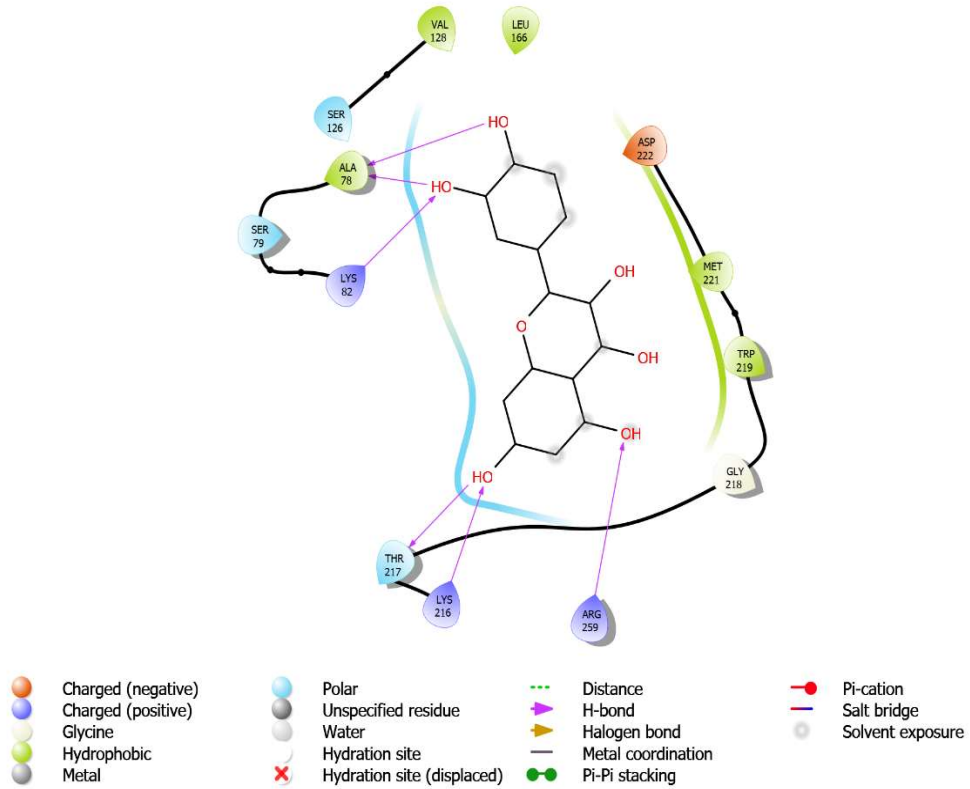 VAL
128
LEU
166
SER
126
HO
ASP
222
ALA
78
HO
SER
79
LYS
82
MET
221
OH
O
TRP
219
OH
OH
HO
GLY
218
THR
217
LYS
216
ARG
259
Charged (negative)
Charged (positive)
Glycine
Hydrophobic
Metal
Polar
Unspecified residue
Water
Hydration site
Hydration site (displaced)
Distance
H-bond
Halogen bond
Metal coordination
Pi-Pi stacking
Pi-cation
Salt bridge
Solvent exposure